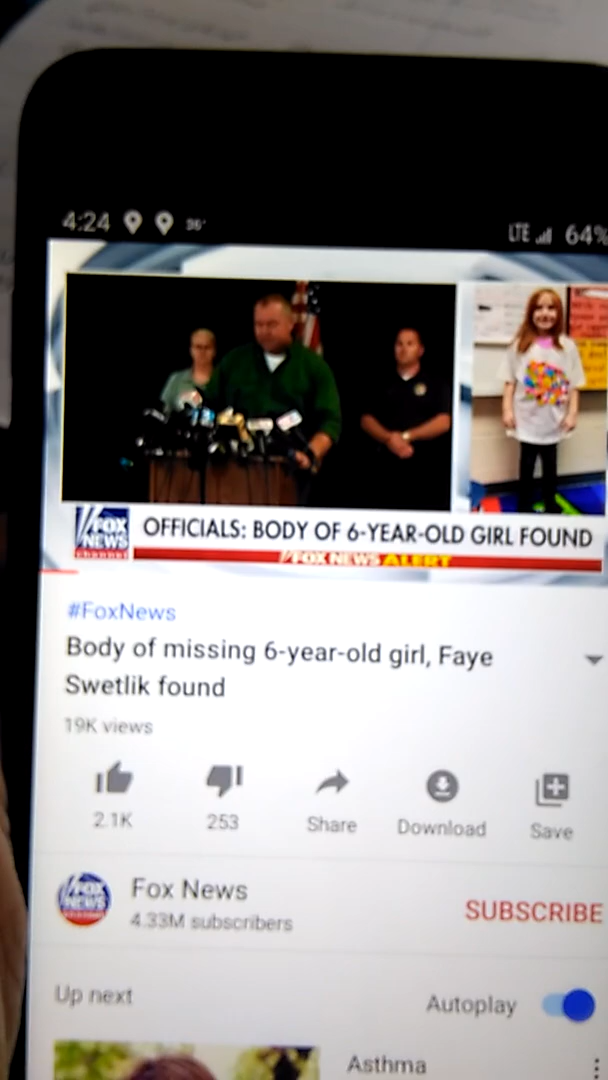 4:24 36°
LTE 64%
FOX
NEWS
channel
OFFICIALS: BODY OF 6-YEAR-OLD GIRL FOUND
FOX NEWS ALERT
#FoxNews
Body of missing 6-year-old girl, Faye
Swetlik found
19K views
2.1K
253
Share
Download
Save
FOX
NEWS
Fox News
4.33M subscribers
SUBSCRIBE
Up next
Autoplay
Asthma